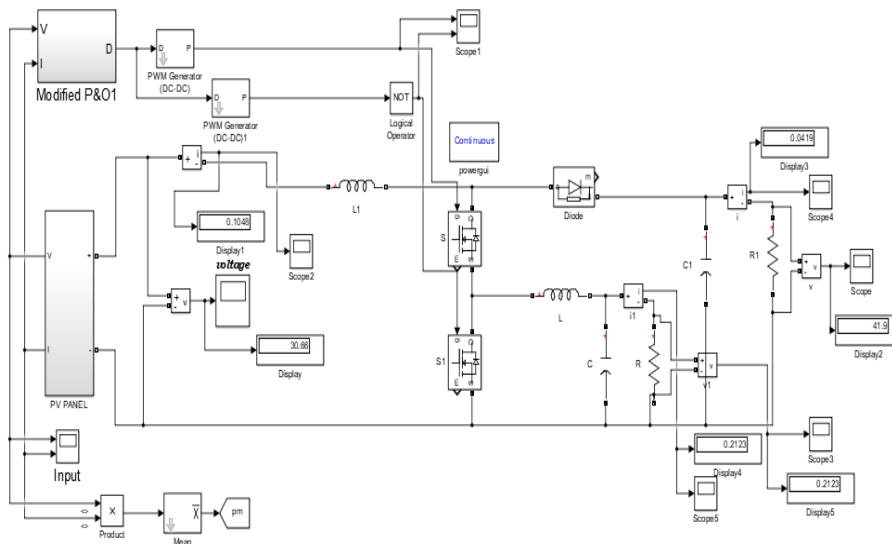 V
I
D
Modified P&O1
D
P
PWM Generator
(DC-DC)
D
P
PWM Generator
(DC-DC)1
NOT
Logical
Operator
Scope1
Continuous
powergui
i
0.1046
Display1
Scope2
voltage
v
30.66
Display
L1
m
Diode
S
E
S1
E
L
C
i1
R
v1
C1
i
0.0419
Display3
Scope4
R1
v
Scope
41.9
Display2
V
I
PV PANEL
Input
Scope3
0.2123
Display4
Scope5
0.2123
Display5
X
Product
Mean
pm